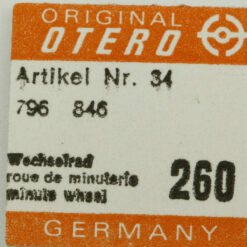 ORIGINAL
OTERO
Artikel Nr. 34
796 846
Wechselrad
roue de minuterie
minute wheel
260
GERMANY